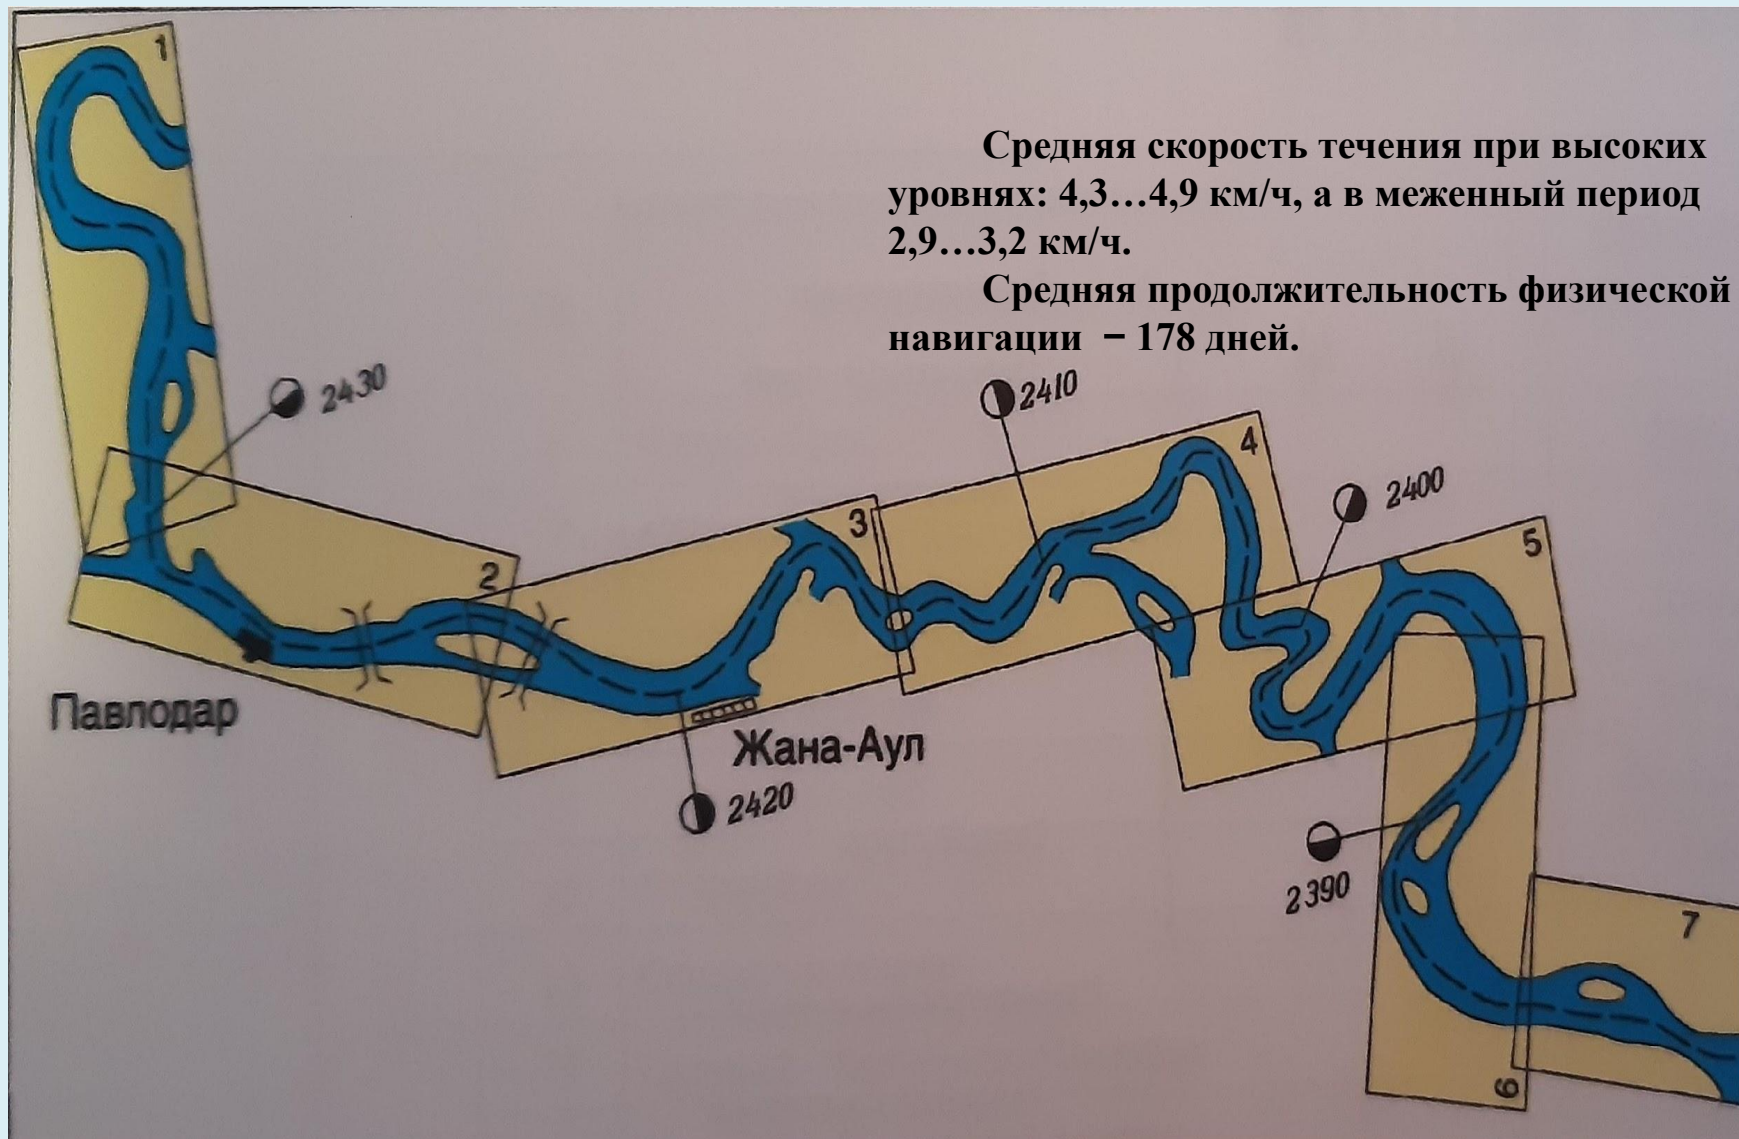 1
Средняя скорость течения при высоких
уровнях: 4,3…4,9 км/ч, а в меженный период
2,9…3,2 км/ч.
Средняя продолжительность физической
навигации – 178 дней.
2430
2410
4
2400
3
5
2
Павлодар
Жана-Аул
2420
2390
7
6